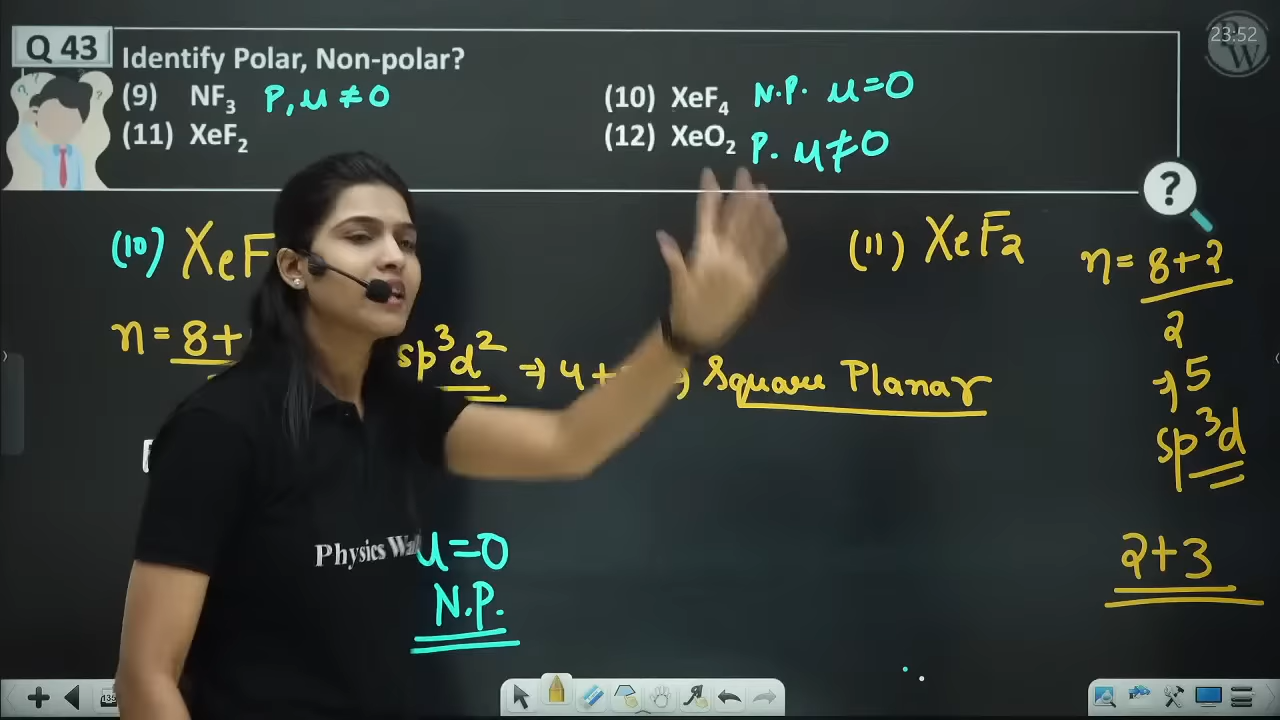 Q 43
Identify Polar, Non-polar?
(9) NF3 P, μ ≠ 0
(10) XeF4 N.P. μ=0
(11) XeF2
(12) XeO2 P. μ≠0
23:52
(10) XeF
(11) XeF2
n = 8+2
2
⇒ 5
sp³d
n = 8+
sp³d² ⇒ 4+ Square Planar
2+3
μ=0
N.P.
Physics Wal